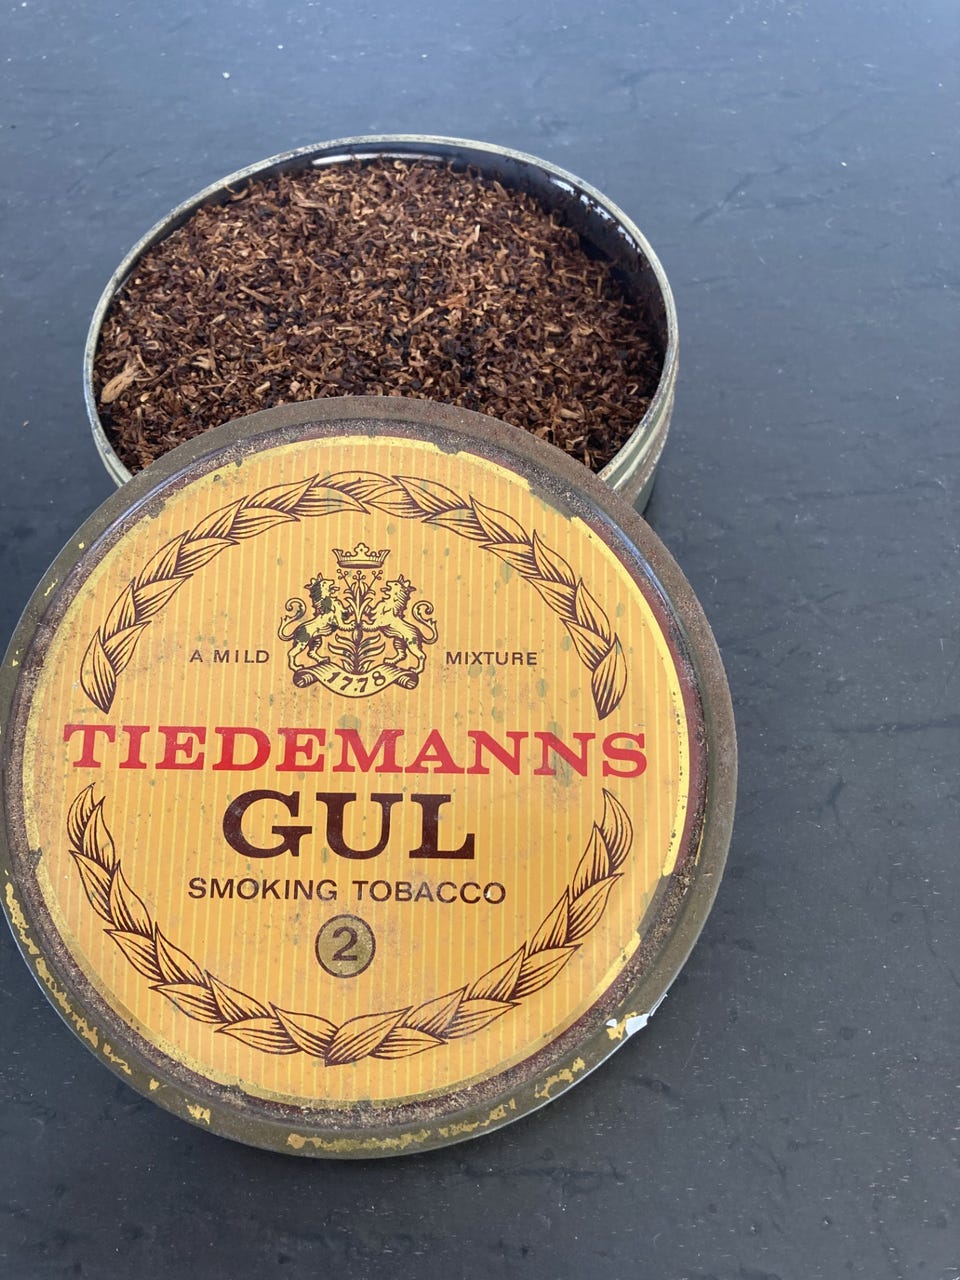 A MILD MIXTURE
1778
TIEDEMANNS
GUL
SMOKING TOBACCO
2